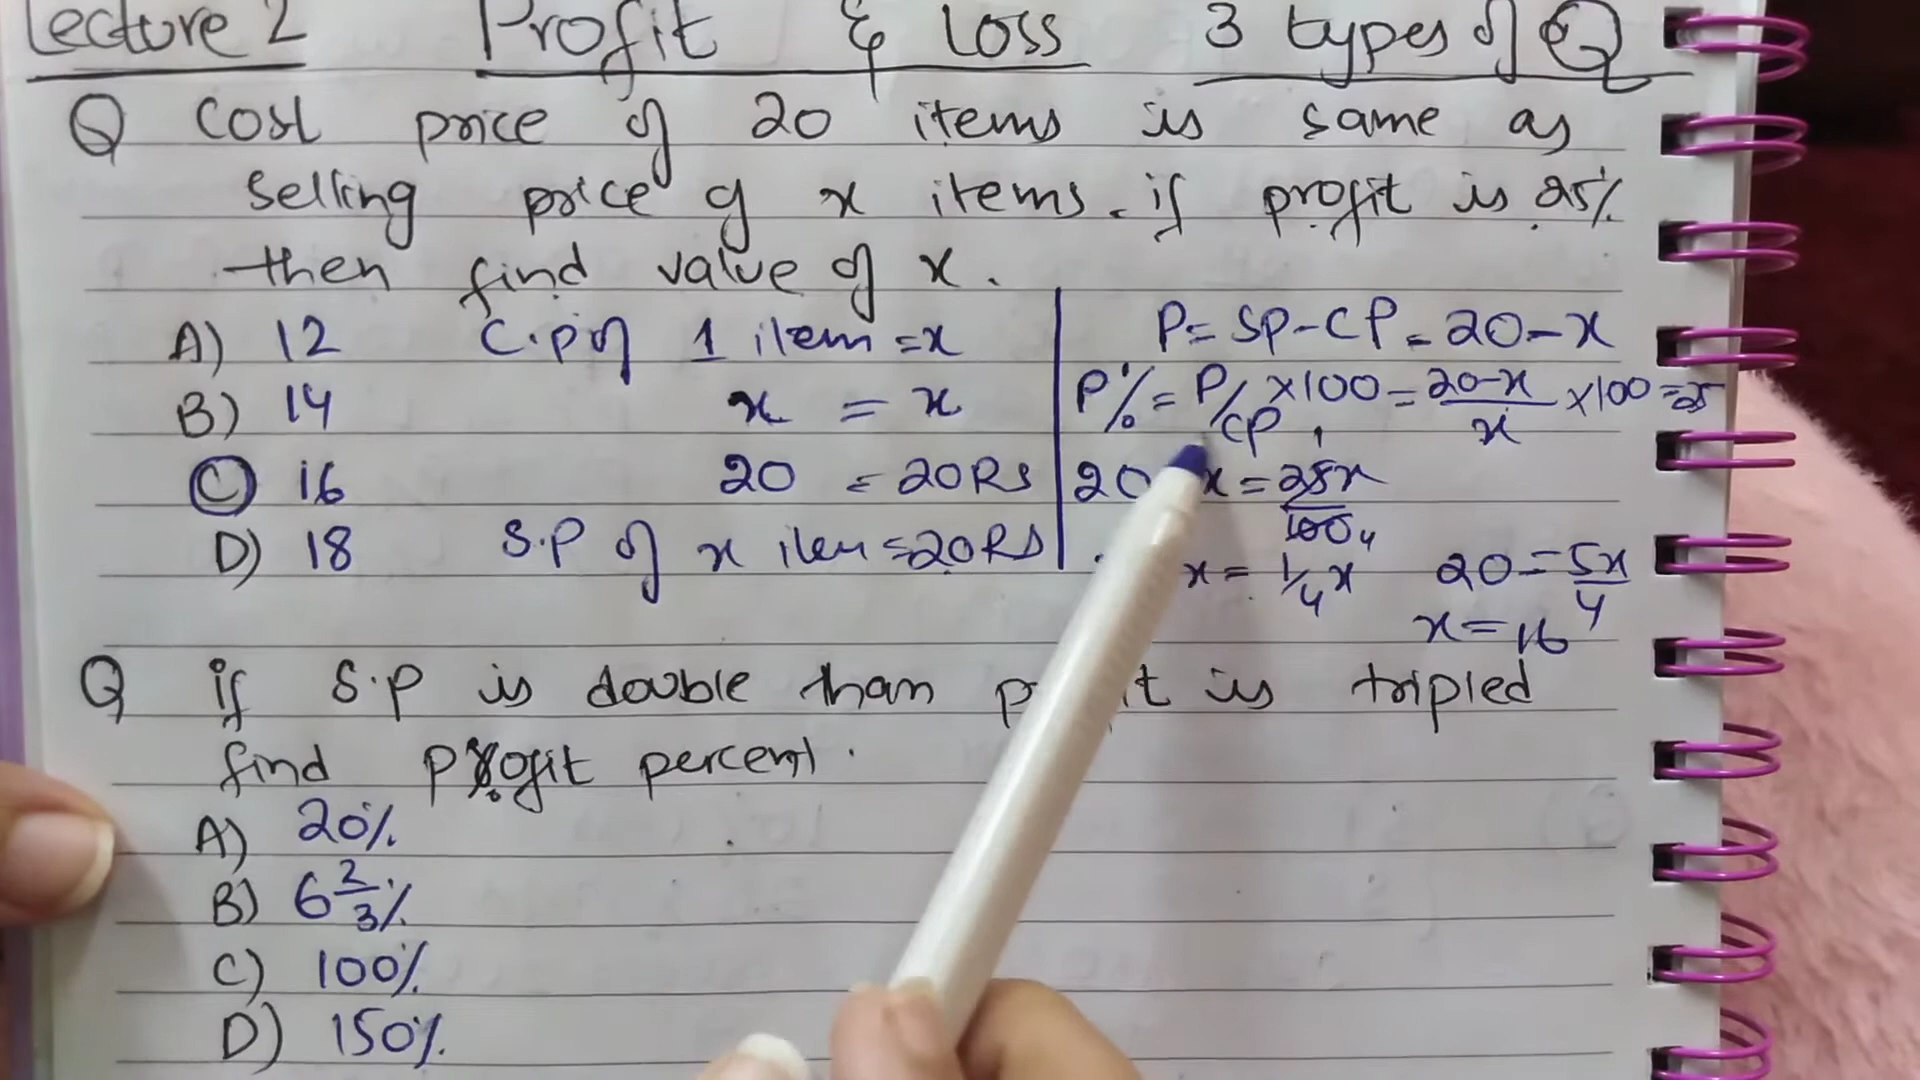 Lecture 2 Profit & Loss 3 types of Q
Q Cost price of 20 items is same as
selling price of x items. if profit is 25%
then find value of x.
A) 12
B) 14
C) 16
D) 18
C.p of 1 item = x
x = x
20 = 20RS
S.P of x item = 20RS
P = SP-CP = 20-x
P% = P/CP ×100 = 20-x/x ×100 = 25
20 x = 25x/100 4
x = 1/4 x
20 = 5x/4
x = 16
Q if S.P is double than p it is tripled
find profit percent.
A) 20%
B) 6 2/3%
C) 100%
D) 150%